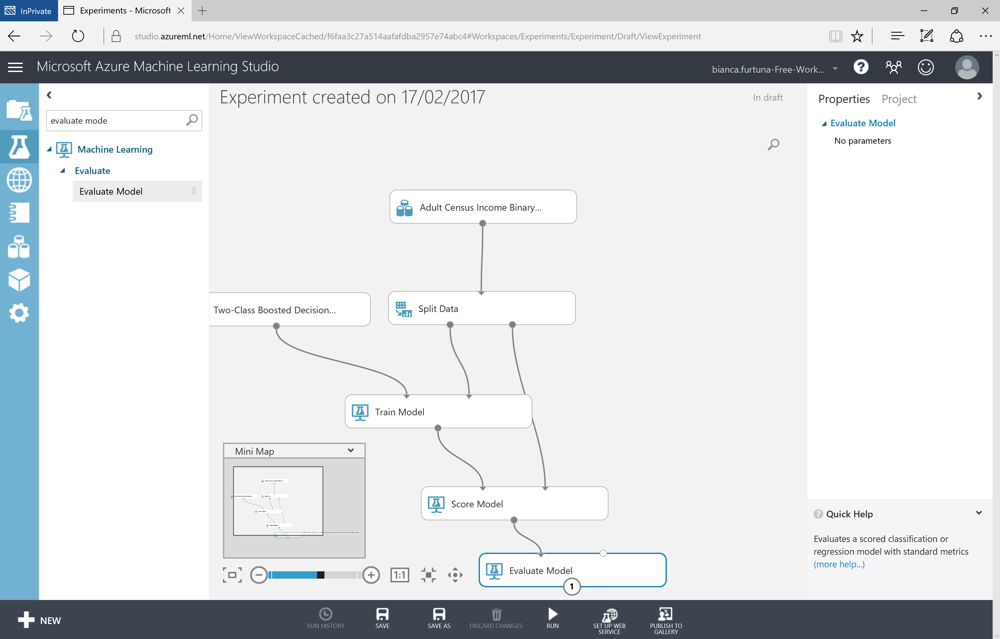 InPrivate
Experiments - Microsoft
studio.azureml.net/Home/ViewWorkspaceCached/f6faa3c27a514aafafdba2957e74abc4#Workspaces/Experiments/Experiment/Draft/ViewExperiment
Microsoft Azure Machine Learning Studio
bianca.furtuna-Free-Work...
?
evaluate mode
Machine Learning
Evaluate
Evaluate Model
Experiment created on 17/02/2017
In draft
Adult Census Income Binary...
Two-Class Boosted Decision...
Split Data
Train Model
Score Model
Evaluate Model
1
Mini Map
1:1
Properties
Project
Evaluate Model
No parameters
? Quick Help
Evaluates a scored classification or
regression model with standard metrics
(more help...)
NEW
RUN HISTORY
SAVE
SAVE AS
DISCARD CHANGES
RUN
SET UP WEB
SERVICE
PUBLISH TO
GALLERY